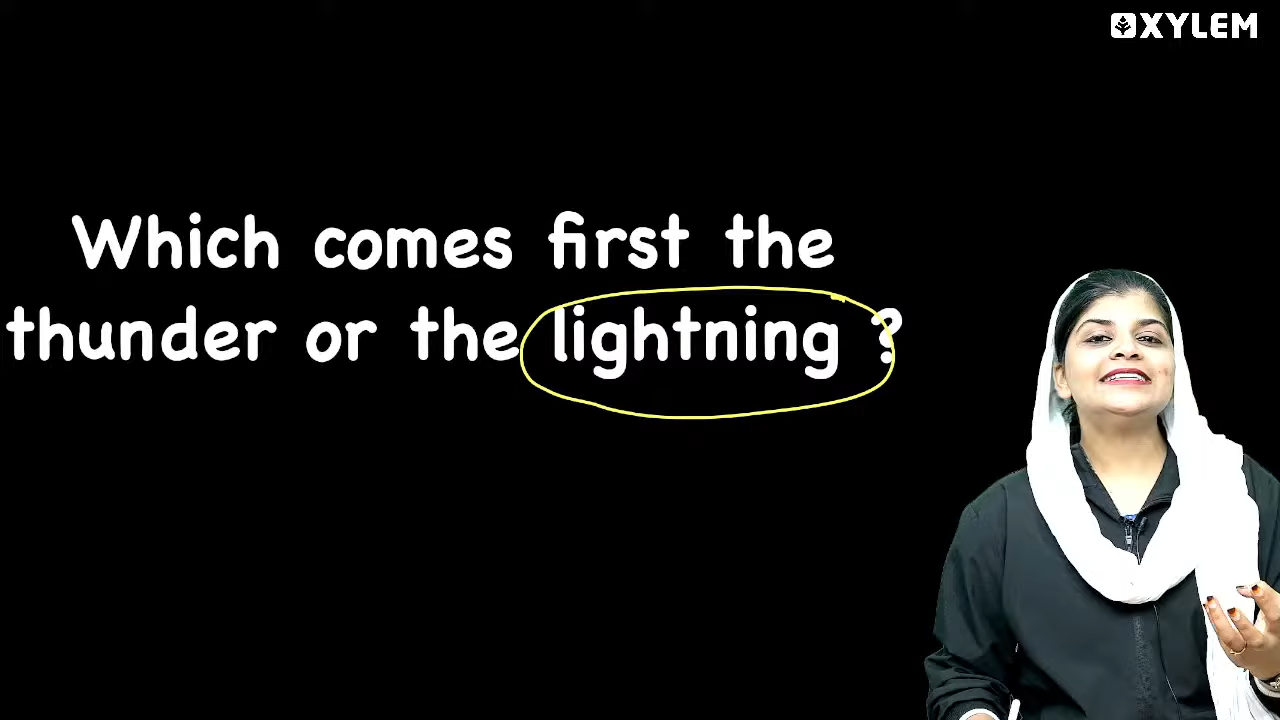 XYLEM
Which comes first the
thunder or the lightning ?